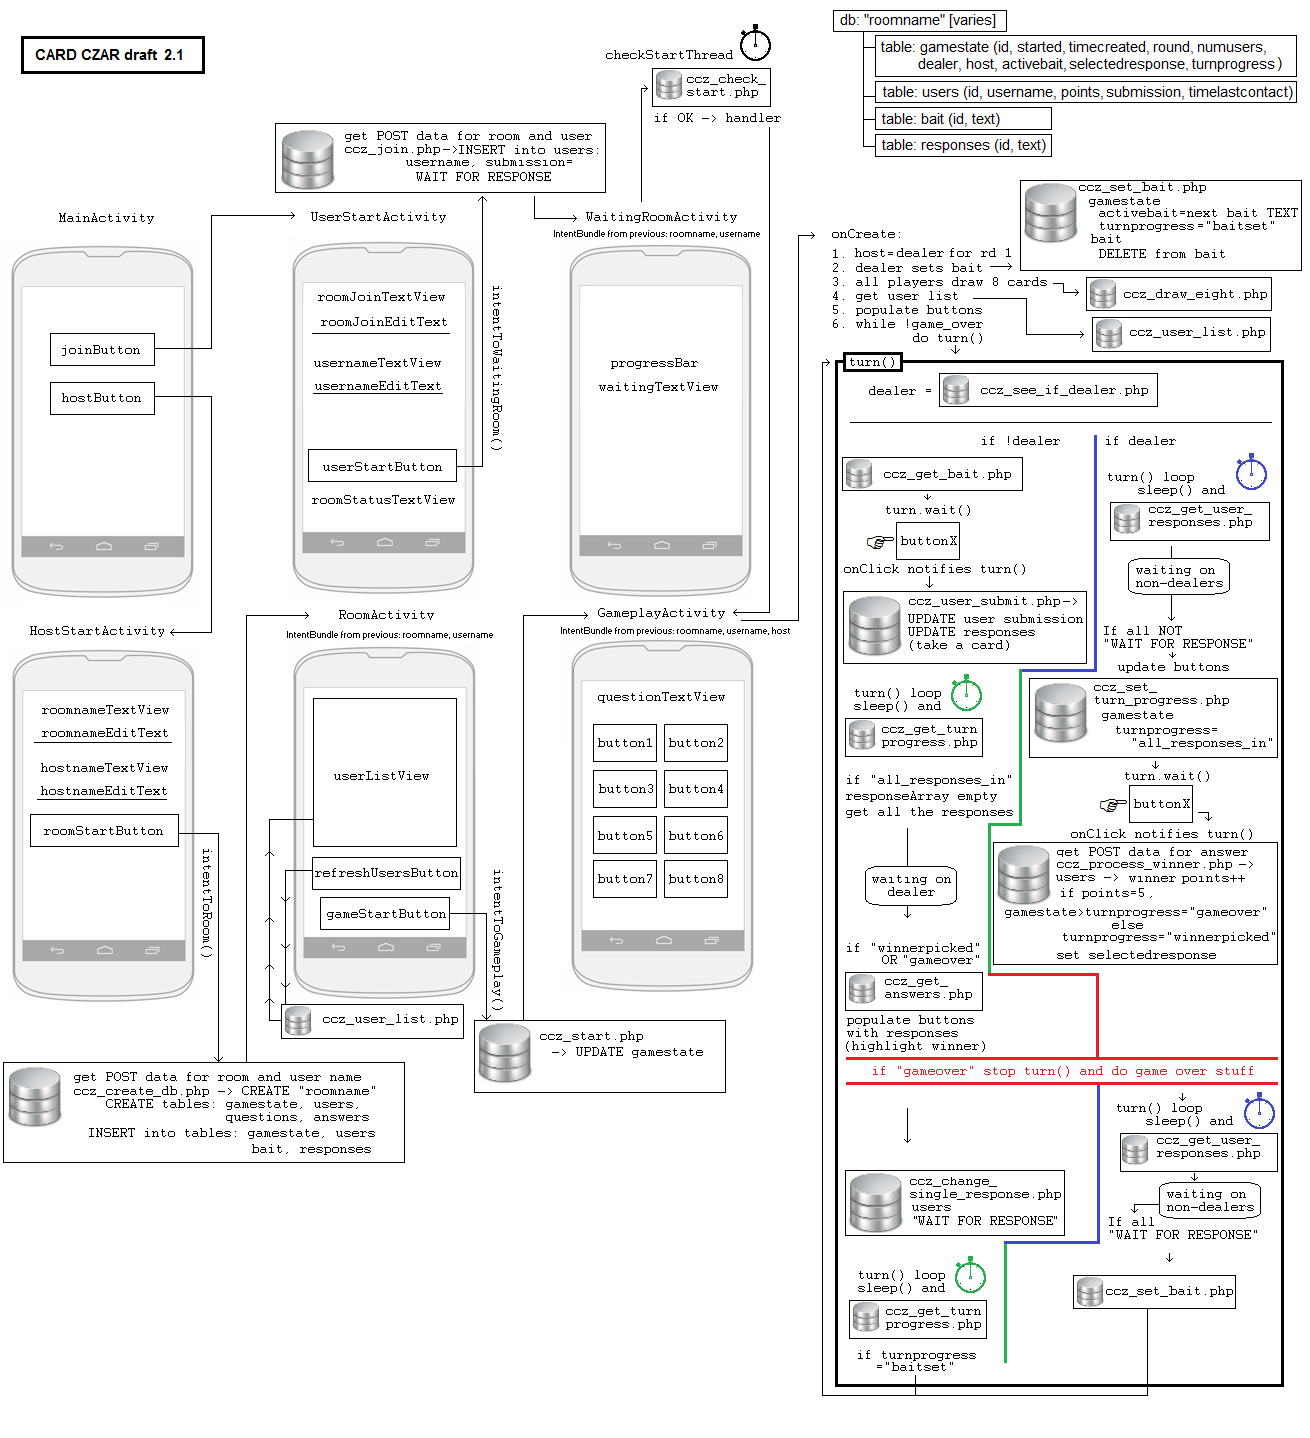 CARD CZAR draft 2.1
checkStartThread
ccz_check_
start.php
if OK -> handler
db: "roomname" [varies]
table: gamestate (id, started, timecreated, round, numusers,
dealer, host, activebait, selectedresponse, turnprogress )
table: users (id, username, points, submission, timelastcontact)
table: bait (id, text)
table: responses (id, text)
get POST data for room and user
ccz_join.php->INSERT into users:
username, submission=
WAIT FOR RESPONSE
MainActivity
joinButton
hostButton
UserStartActivity
roomJoinTextView
roomJoinEditText
usernameTextView
usernameEditText
userStartButton
roomStatusTextView
intentToWaitingRoom()
WaitingRoomActivity
IntentBundle from previous: roomname, username
progressBar
waitingTextView
HostStartActivity
roomnameTextView
roomnameEditText
hostnameTextView
hostnameEditText
roomStartButton
intentToRoom()
get POST data for room and user name
ccz_create_db.php -> CREATE "roomname"
CREATE tables: gamestate, users,
questions, answers
INSERT into tables: gamestate, users
bait, responses
RoomActivity
IntentBundle from previous: roomname, username
userListView
refreshUsersButton
gameStartButton
ccz_user_list.php
intentToGameplay()
ccz_start.php
-> UPDATE gamestate
GameplayActivity
IntentBundle from previous: roomname, username, host
questionTextView
button1 button2
button3 button4
button5 button6
button7 button8
onCreate:
1. host=dealer for rd 1
2. dealer sets bait
3. all players draw 8 cards
4. get user list
5. populate buttons
6. while !game_over
do turn()
ccz_set_bait.php
gamestate
activebait=next bait TEXT
turnprogress="baitset"
bait
DELETE from bait
ccz_draw_eight.php
ccz_user_list.php
turn()
dealer =
ccz_see_if_dealer.php
if !dealer
ccz_get_bait.php
turn.wait()
buttonX
onClick notifies turn()
ccz_user_submit.php->
UPDATE user submission
UPDATE responses
(take a card)
turn() loop
sleep() and
ccz_get_turn
progress.php
if "all_responses_in"
responseArray empty
get all the responses
waiting on
dealer
if "winnerpicked"
OR "gameover"
ccz_get_
answers.php
populate buttons
with responses
(highlight winner)
if dealer
turn() loop
sleep() and
ccz_get_user_
responses.php
waiting on
non-dealers
If all NOT
"WAIT FOR RESPONSE"
update buttons
ccz_set_
turn_progress.php
gamestate
turnprogress=
"all_responses_in"
turn.wait()
buttonX
onClick notifies turn()
get POST data for answer
ccz_process_winner.php ->
users -> winner points++
if points=5,
gamestate>turnprogress="gameover"
else
turnprogress="winnerpicked"
set selectedresponse
if "gameover" stop turn() and do game over stuff
ccz_change_
single_response.php
users
"WAIT FOR RESPONSE"
turn() loop
sleep() and
ccz_get_turn
progress.php
if turnprogress
="baitset"
turn() loop
sleep() and
ccz_get_user_
responses.php
waiting on
non-dealers
If all
"WAIT FOR RESPONSE"
ccz_set_bait.php